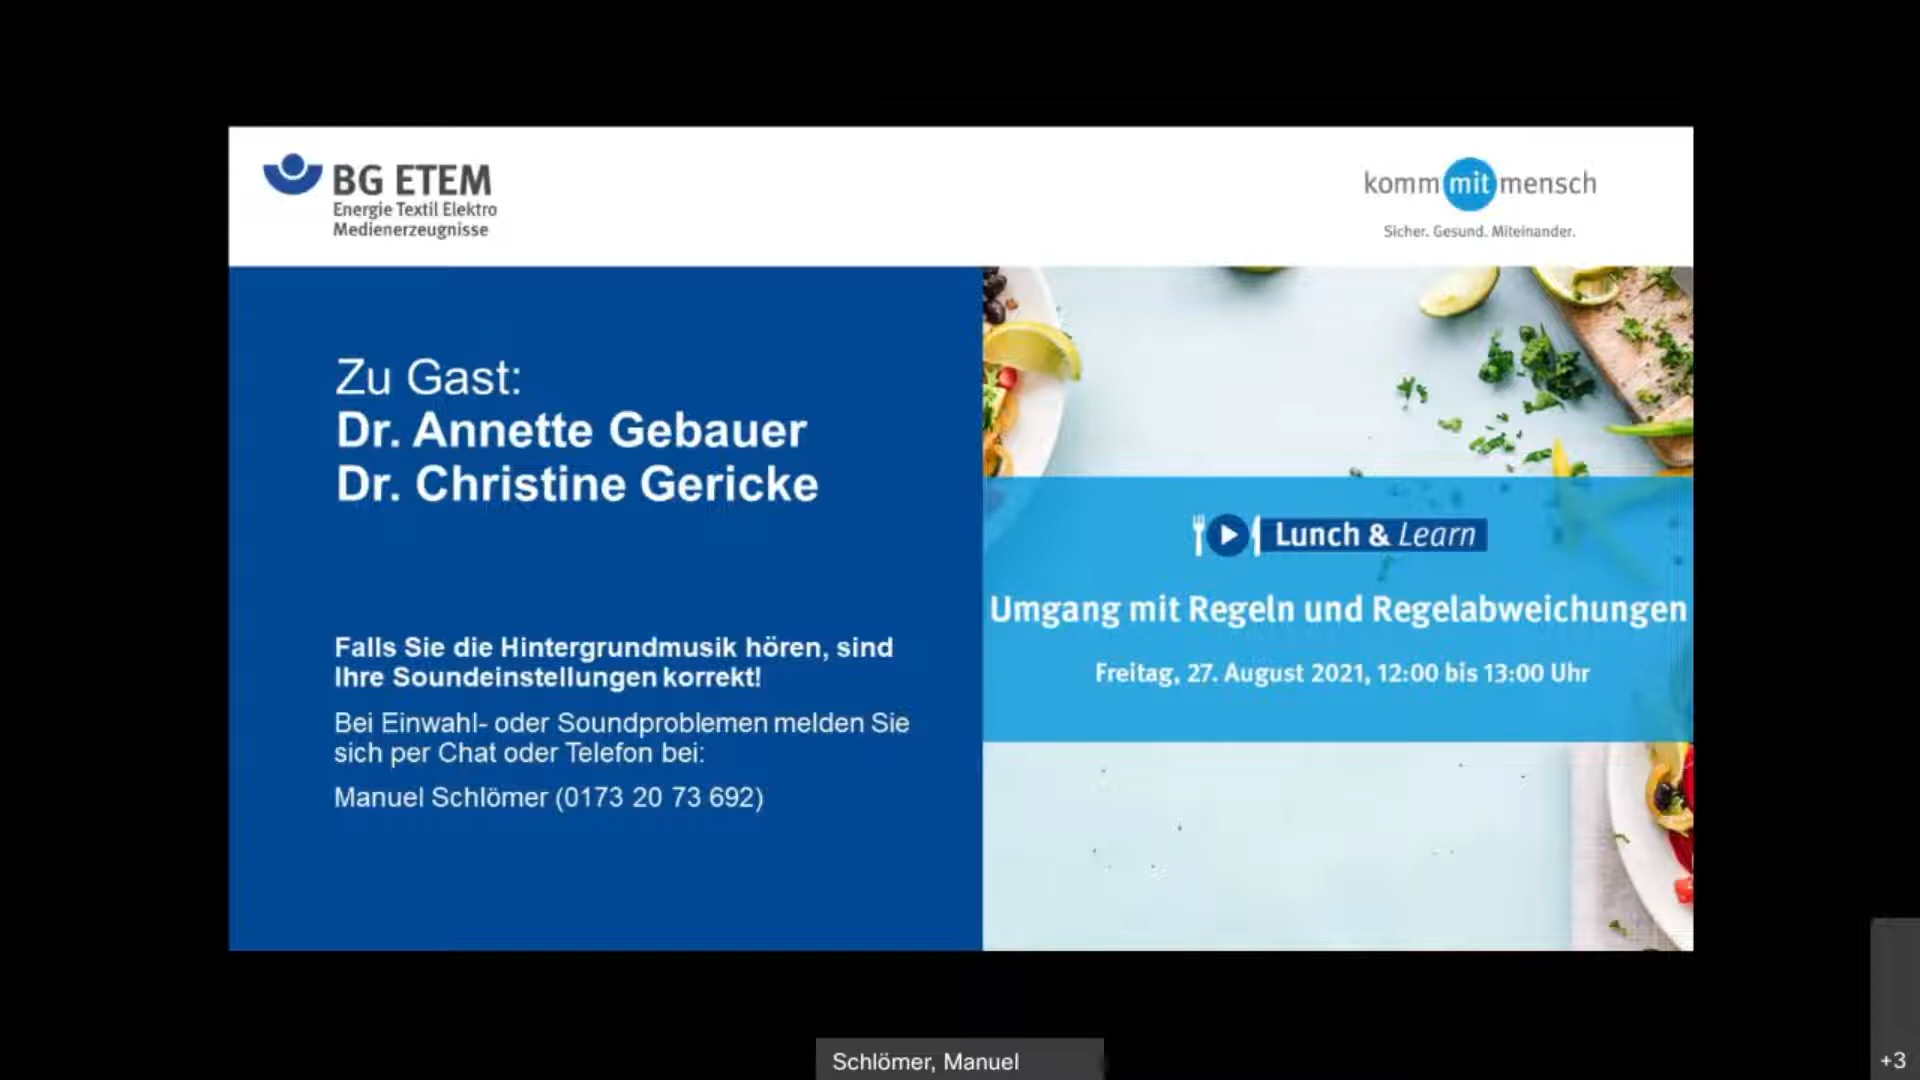 BG ETEM
Energie Textil Elektro
Medienerzeugnisse
komm mit mensch
Sicher. Gesund. Miteinander.
Zu Gast:
Dr. Annette Gebauer
Dr. Christine Gericke
Falls Sie die Hintergrundmusik hören, sind
Ihre Soundeinstellungen korrekt!
Bei Einwahl- oder Soundproblemen melden Sie
sich per Chat oder Telefon bei:
Manuel Schlömer (0173 20 73 692)
Lunch & Learn
Umgang mit Regeln und Regelabweichungen
Freitag, 27. August 2021, 12:00 bis 13:00 Uhr
Schlömer, Manuel
+3